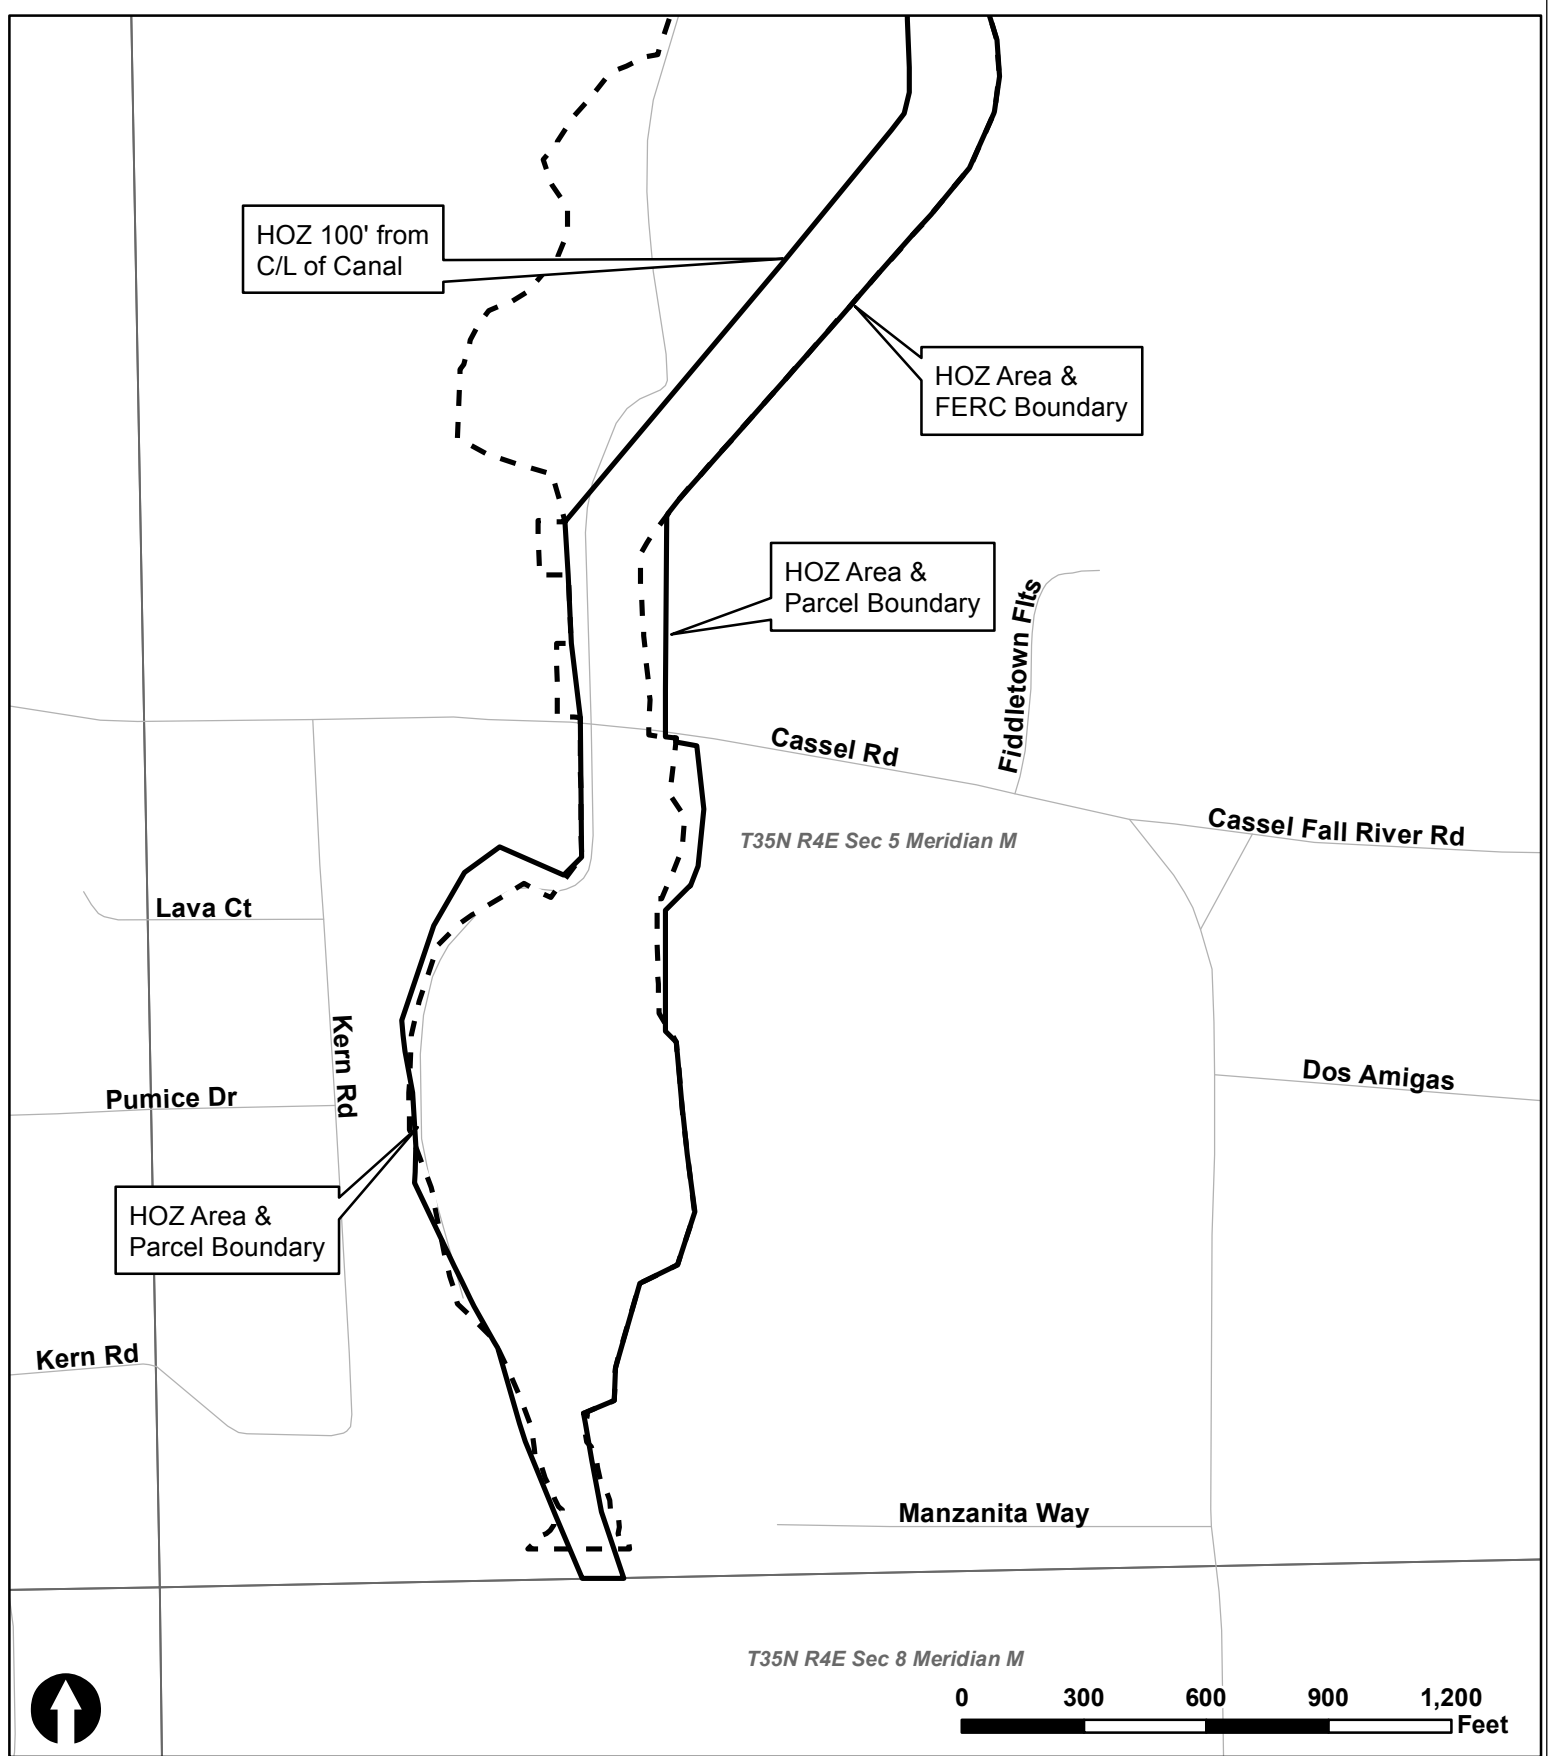 HOZ 100' from
C/L of Canal
HOZ Area &
FERC Boundary
HOZ Area &
Parcel Boundary
Fiddletown Flts
Cassel Rd
Cassel Fall River Rd
T35N R4E Sec 5 Meridian M
Lava Ct
Kern Rd
Dos Amigas
Pumice Dr
HOZ Area &
Parcel Boundary
Kern Rd
Manzanita Way
T35N R4E Sec 8 Meridian M
0 300 600 900 1,200
Feet